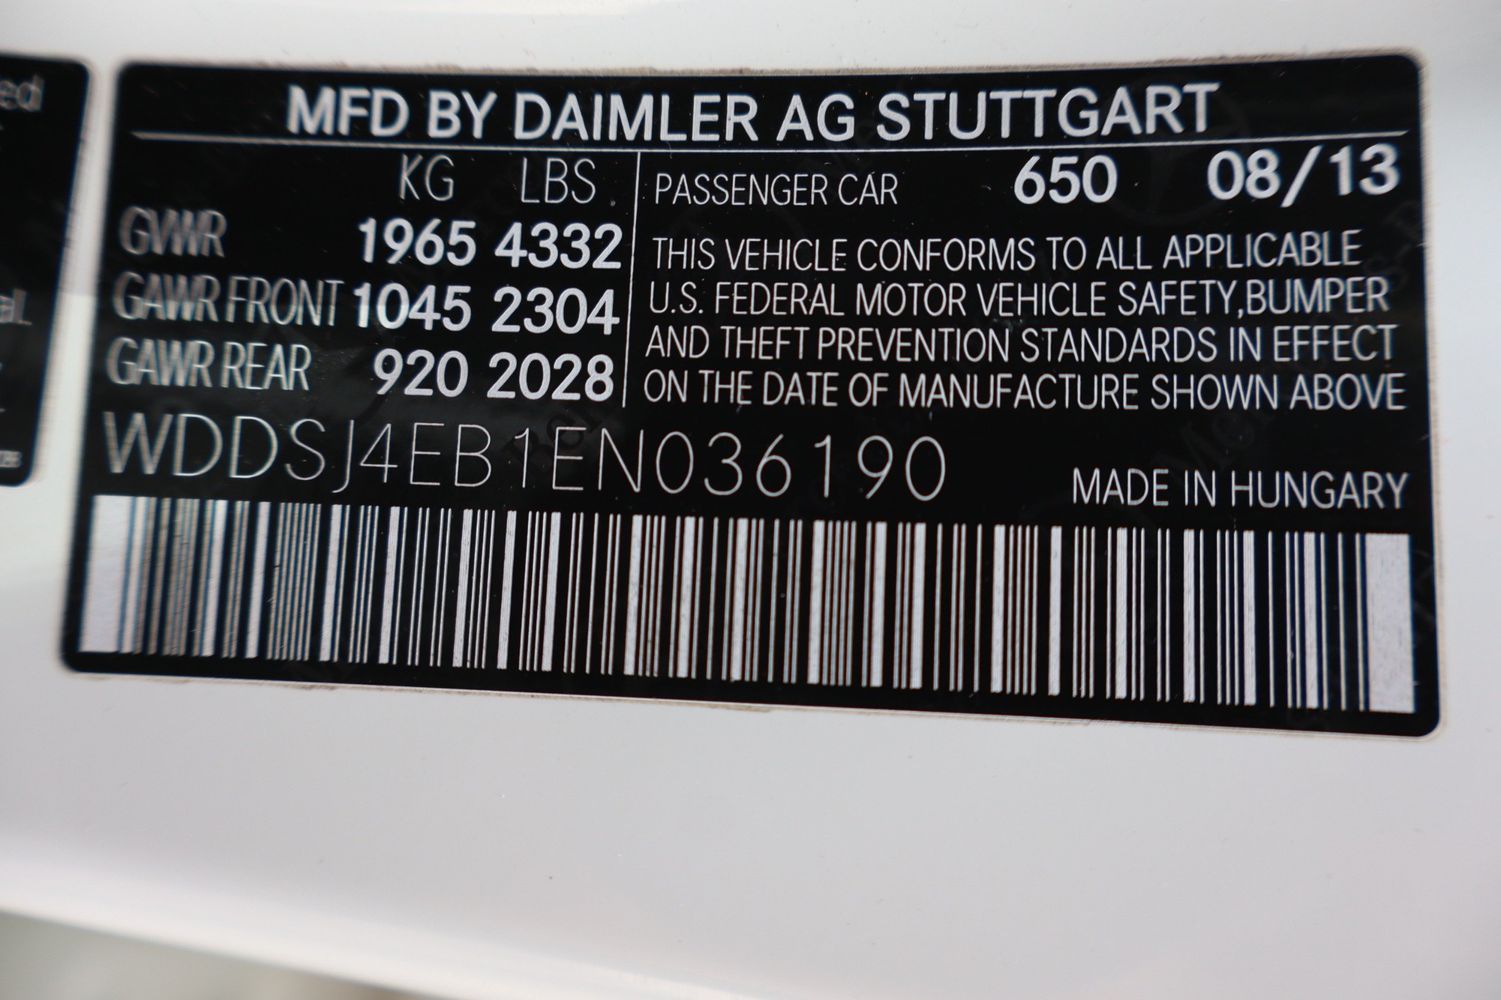 ed
al.
MFD BY DAIMLER AG STUTTGART
KG LBS
GVWR 1965 4332
GAWR FRONT 1045 2304
GAWR REAR 920 2028
PASSENGER CAR 650 08/13
THIS VEHICLE CONFORMS TO ALL APPLICABLE
U.S. FEDERAL MOTOR VEHICLE SAFETY,BUMPER
AND THEFT PREVENTION STANDARDS IN EFFECT
ON THE DATE OF MANUFACTURE SHOWN ABOVE
WDDSJ4EB1EN036190
MADE IN HUNGARY